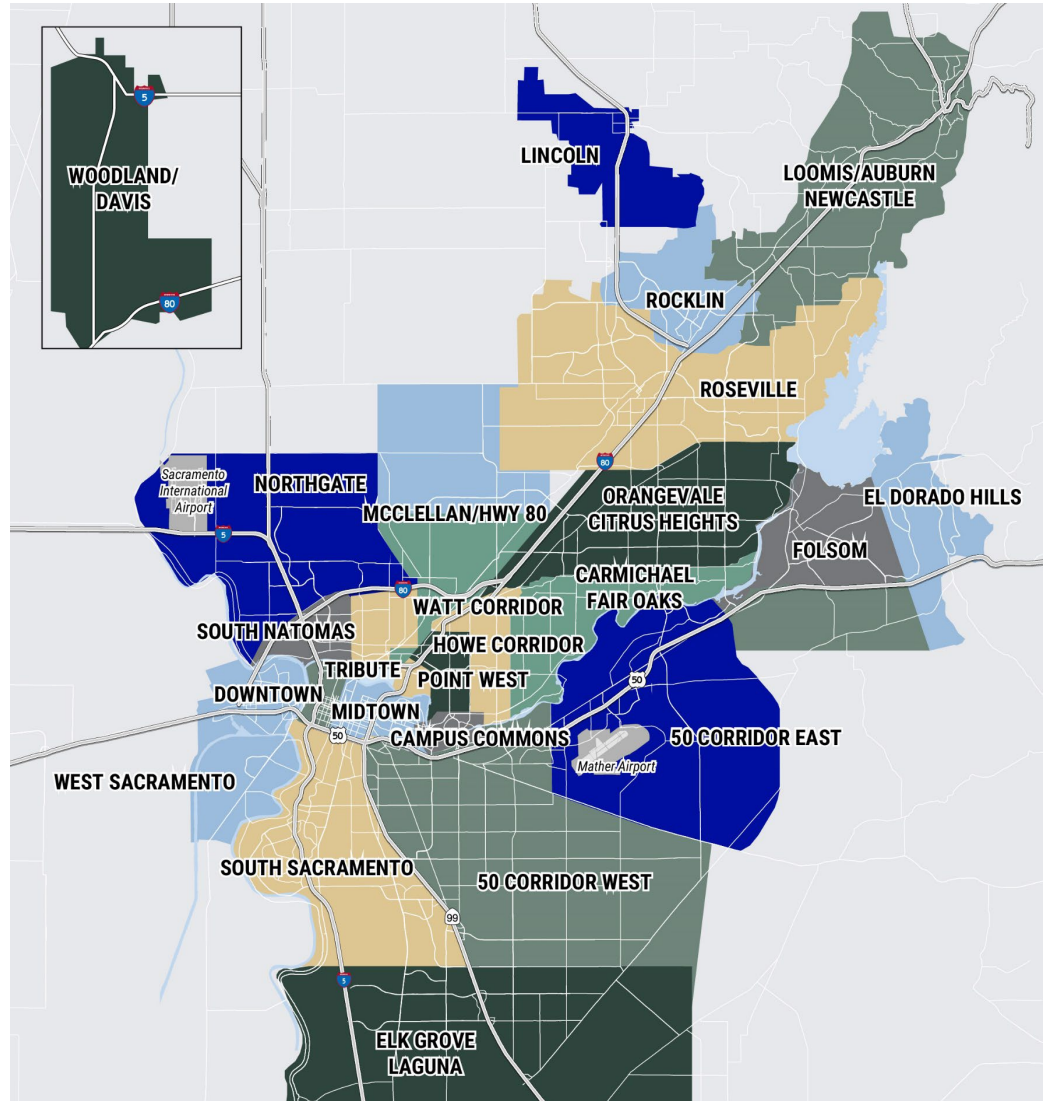 5
WOODLAND/
DAVIS
80
LINCOLN
LOOMIS/AUBURN
NEWCASTLE
ROCKLIN
ROSEVILLE
80
Sacramento
International
Airport
NORTHGATE
5
MCCLELLAN/HWY 80
ORANGEVALE
CITRUS HEIGHTS
EL DORADO HILLS
FOLSOM
CARMICHAEL
FAIR OAKS
80
WATT CORRIDOR
SOUTH NATOMAS
HOWE CORRIDOR
TRIBUTE
POINT WEST
50
DOWNTOWN
MIDTOWN
50
CAMPUS COMMONS
50 CORRIDOR EAST
Mather Airport
WEST SACRAMENTO
SOUTH SACRAMENTO
50 CORRIDOR WEST
99
5
ELK GROVE
LAGUNA